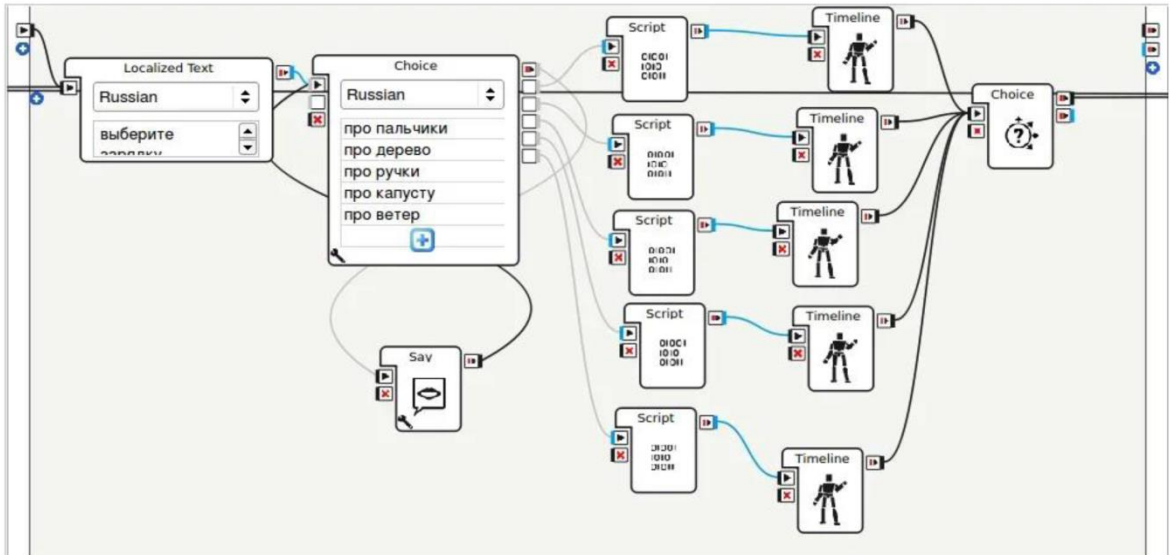 Localized Text
Russian
выберите
зарядку
Choice
Russian
про пальчики
про дерево
про ручки
про капусту
про ветер
Say
Script
Timeline
Script
Timeline
Script
Timeline
Script
Timeline
Script
Timeline
Choice
?